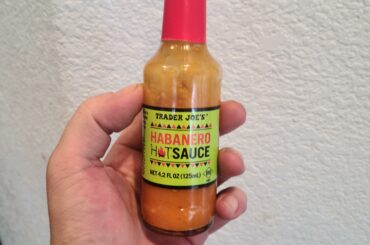 TRADER JOE'S
HABANERO
HOT SAUCE
NET 4.2 FL OZ (125mL)